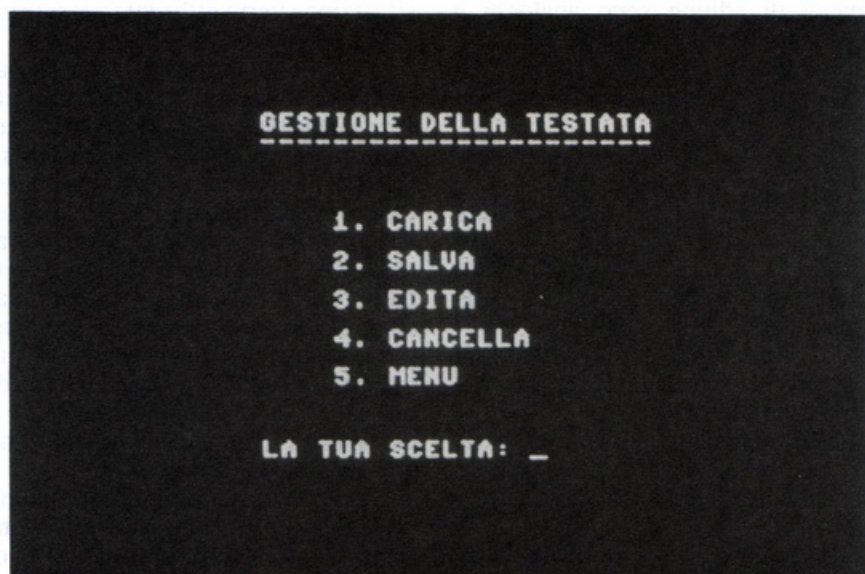 GESTIONE DELLA TESTATA
1. CARICA
2. SALVA
3. EDITA
4. CANCELLA
5. MENU
LA TUA SCELTA: _